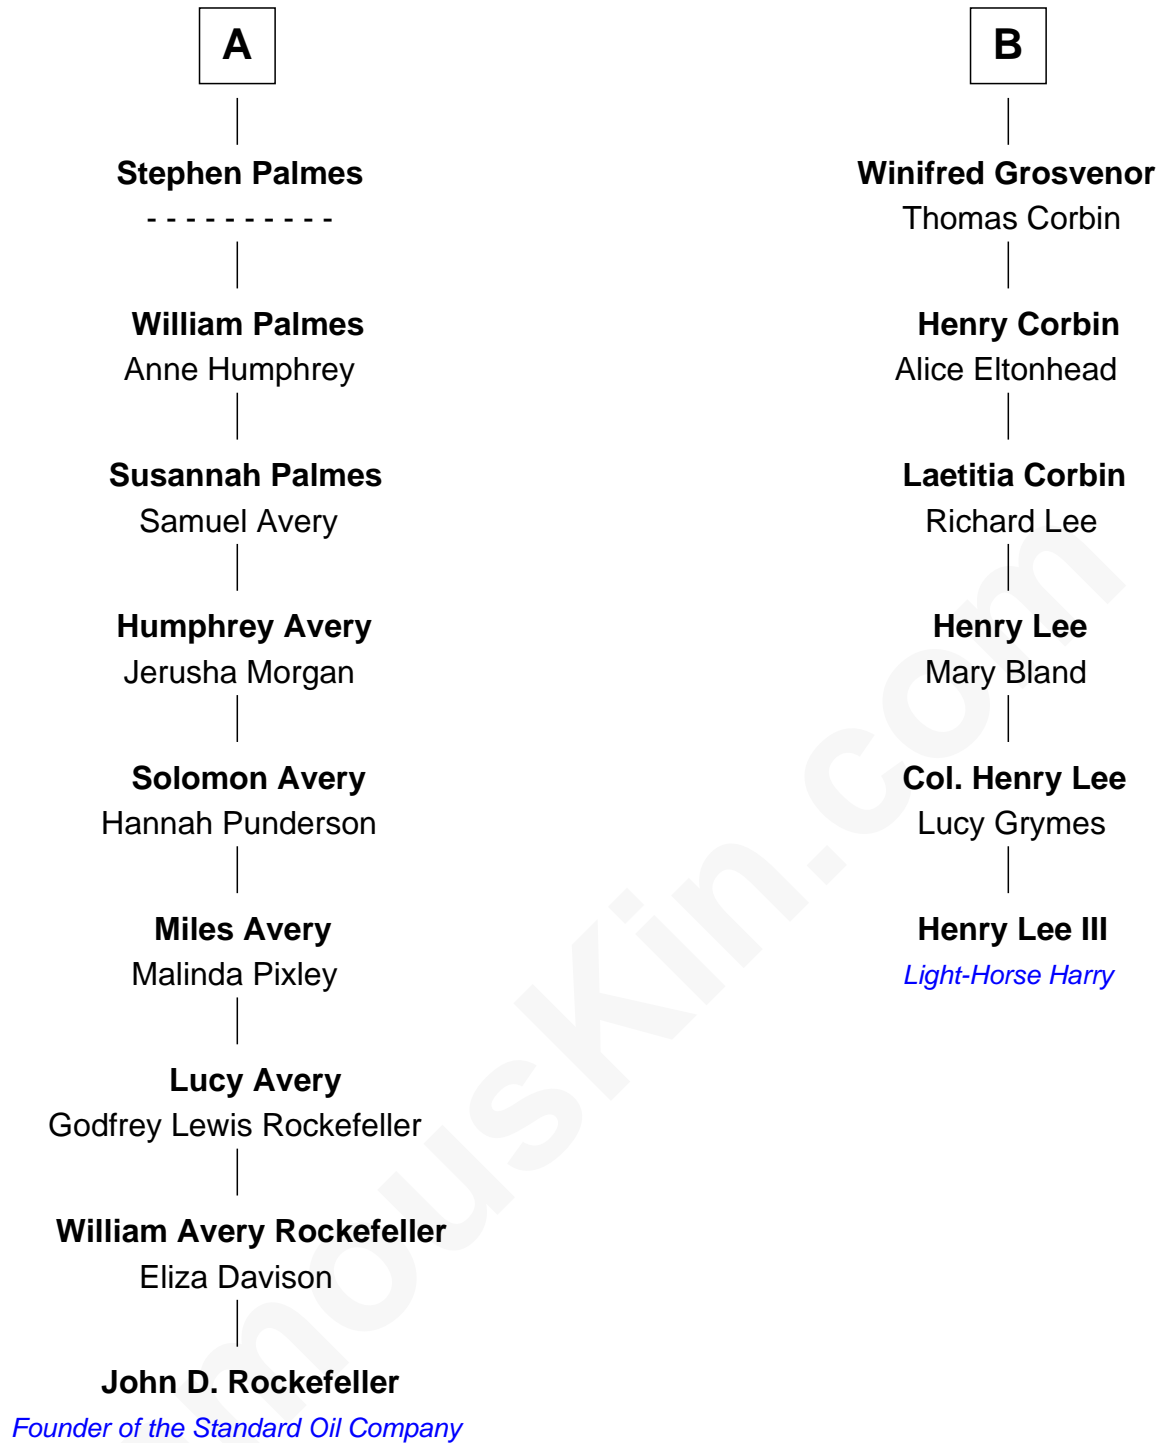 A
Stephen Palmes
- - - - - - - - - -
William Palmes
Anne Humphrey
Susannah Palmes
Samuel Avery
Humphrey Avery
Jerusha Morgan
Solomon Avery
Hannah Punderson
Miles Avery
Malinda Pixley
Lucy Avery
Godfrey Lewis Rockefeller
William Avery Rockefeller
Eliza Davison
John D. Rockefeller
Founder of the Standard Oil Company
B
Winifred Grosvenor
Thomas Corbin
Henry Corbin
Alice Eltonhead
Laetitia Corbin
Richard Lee
Henry Lee
Mary Bland
Col. Henry Lee
Lucy Grymes
Henry Lee III
Light-Horse Harry
mouskin.com